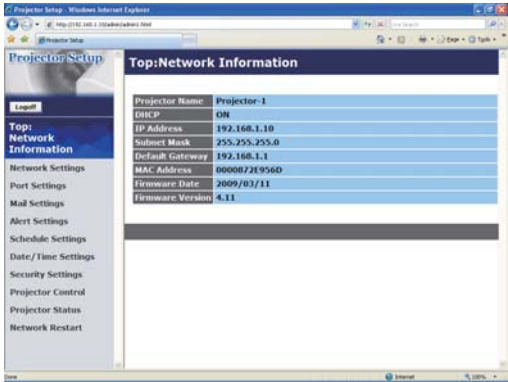 Projector Setup - Windows Internet Explorer
Projector Setup
Projector Setup
Logoff
Top:
Network
Information
Network Settings
Port Settings
Mail Settings
Alert Settings
Schedule Settings
Date/Time Settings
Security Settings
Projector Control
Projector Status
Network Restart
Top:Network Information
Projector Name Projector-1
DHCP ON
IP Address 192.168.1.10
Subnet Mask 255.255.255.0
Default Gateway 192.168.1.1
MAC Address 0000872E956D
Firmware Date 2009/03/11
Firmware Version 4.11
Done
Internet
100%